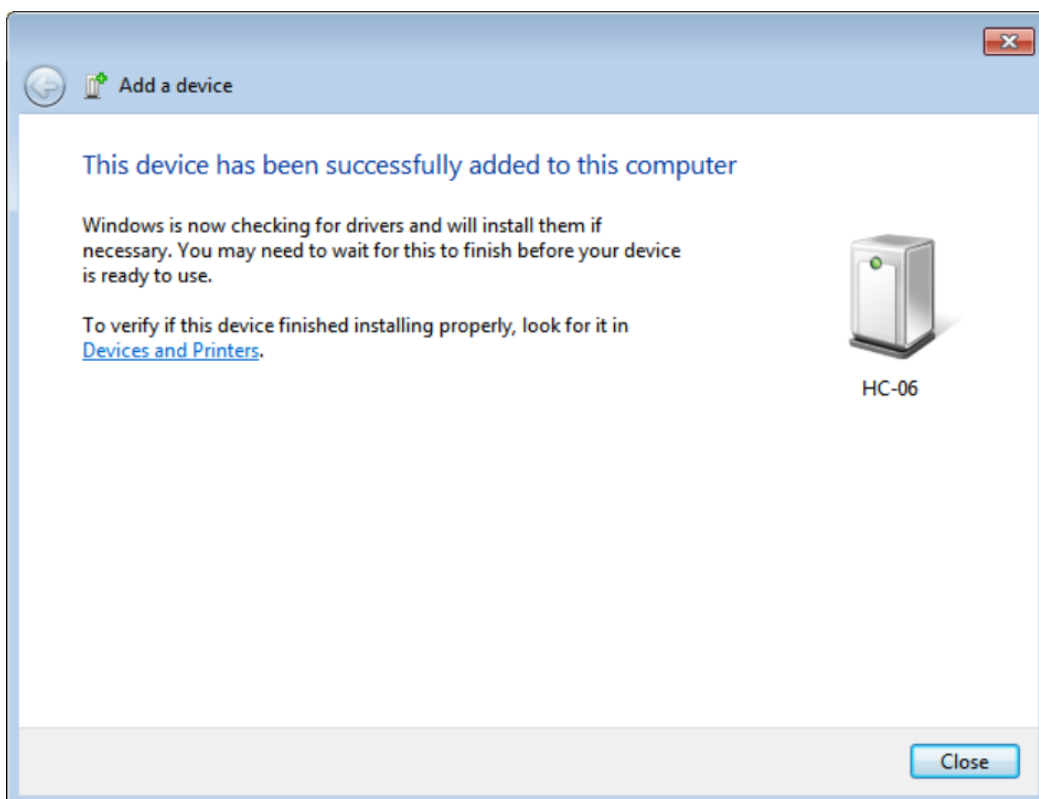 Add a device
This device has been successfully added to this computer
Windows is now checking for drivers and will install them if
necessary. You may need to wait for this to finish before your device
is ready to use.
To verify if this device finished installing properly, look for it in
Devices and Printers.
HC-06
Close